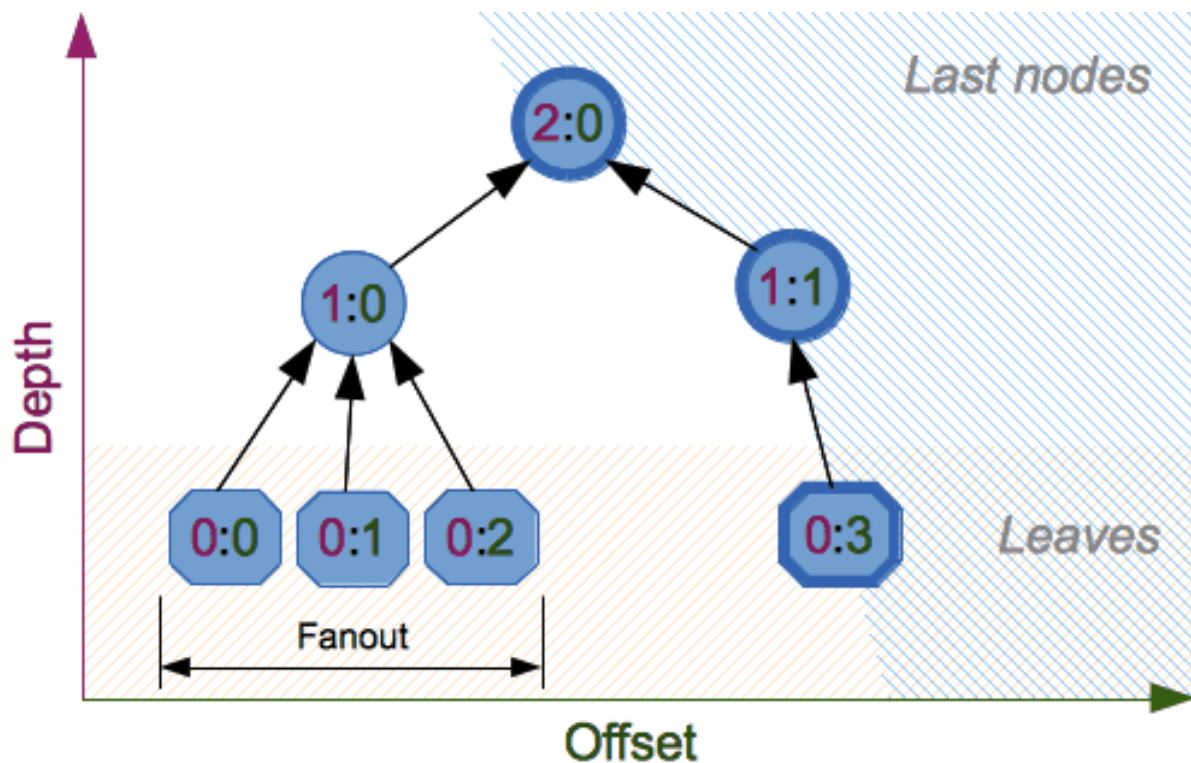 Last nodes
2:0
1:0
1:1
Depth
0:0 0:1 0:2 0:3
Leaves
Fanout
Offset